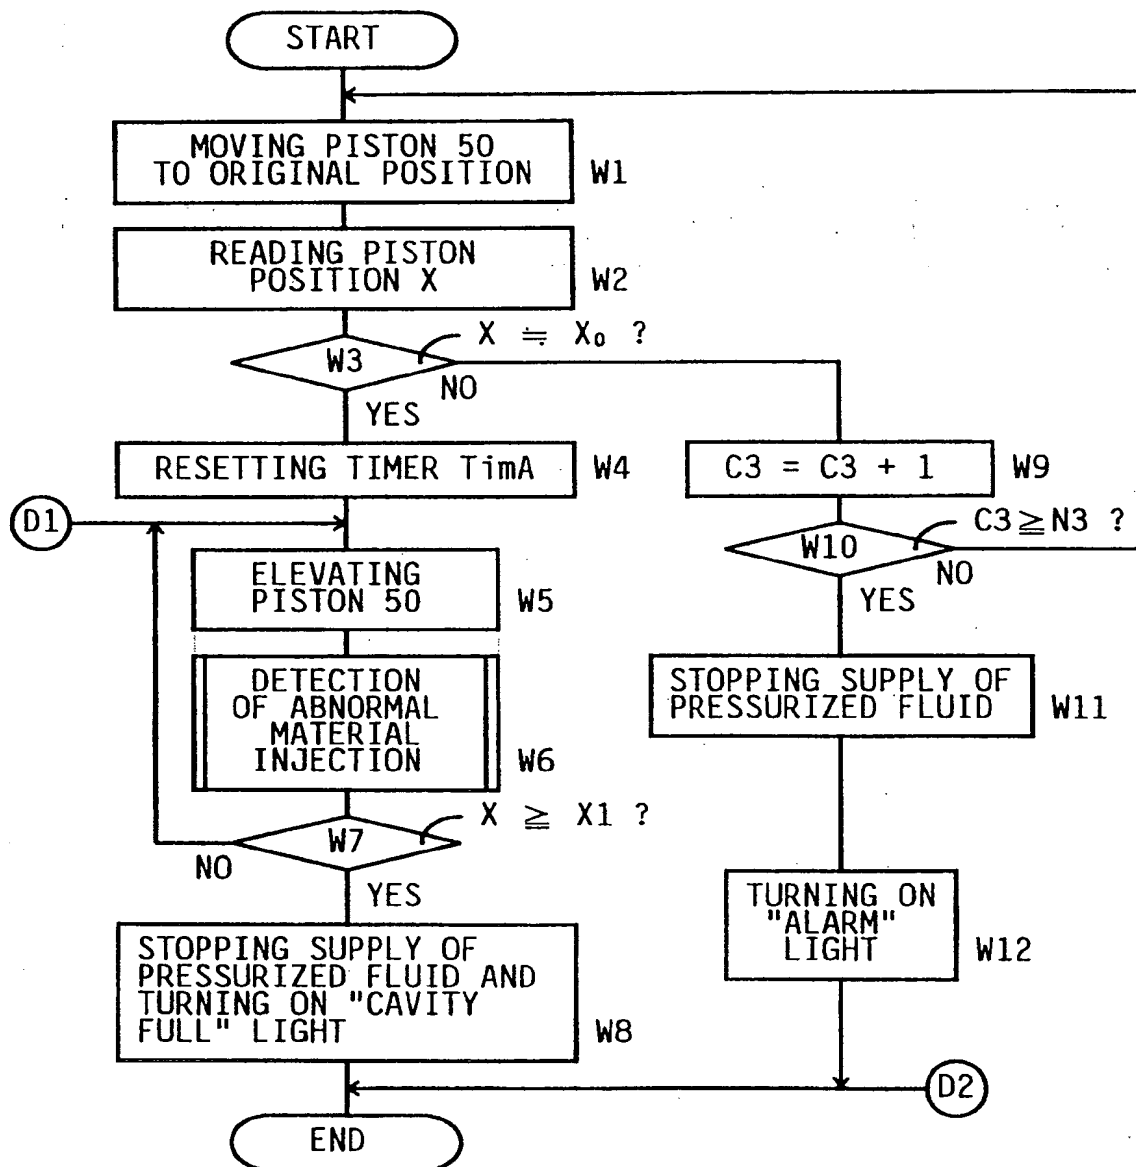 START
MOVING PISTON 50
TO ORIGINAL POSITION
W1
READING PISTON
POSITION X
W2
X ≒ X₀ ?
W3
NO
YES
RESETTING TIMER TimA
W4
C3 = C3 + 1
W9
D1
C3≧N3 ?
W10
NO
YES
ELEVATING
PISTON 50
W5
DETECTION
OF ABNORMAL
MATERIAL
INJECTION
W6
STOPPING SUPPLY OF
PRESSURIZED FLUID
W11
X ≧ X1 ?
W7
NO
YES
TURNING ON
"ALARM"
LIGHT
W12
STOPPING SUPPLY OF
PRESSURIZED FLUID AND
TURNING ON "CAVITY
FULL" LIGHT
W8
D2
END